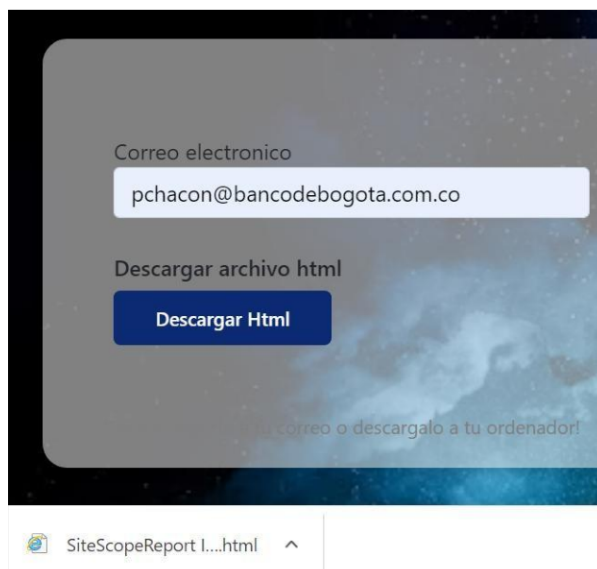 Correo electronico
pchacon@bancodebogota.com.co
Descargar archivo html
Descargar Html
correo o descargalo a tu ordenador!
SiteScopeReport I....html